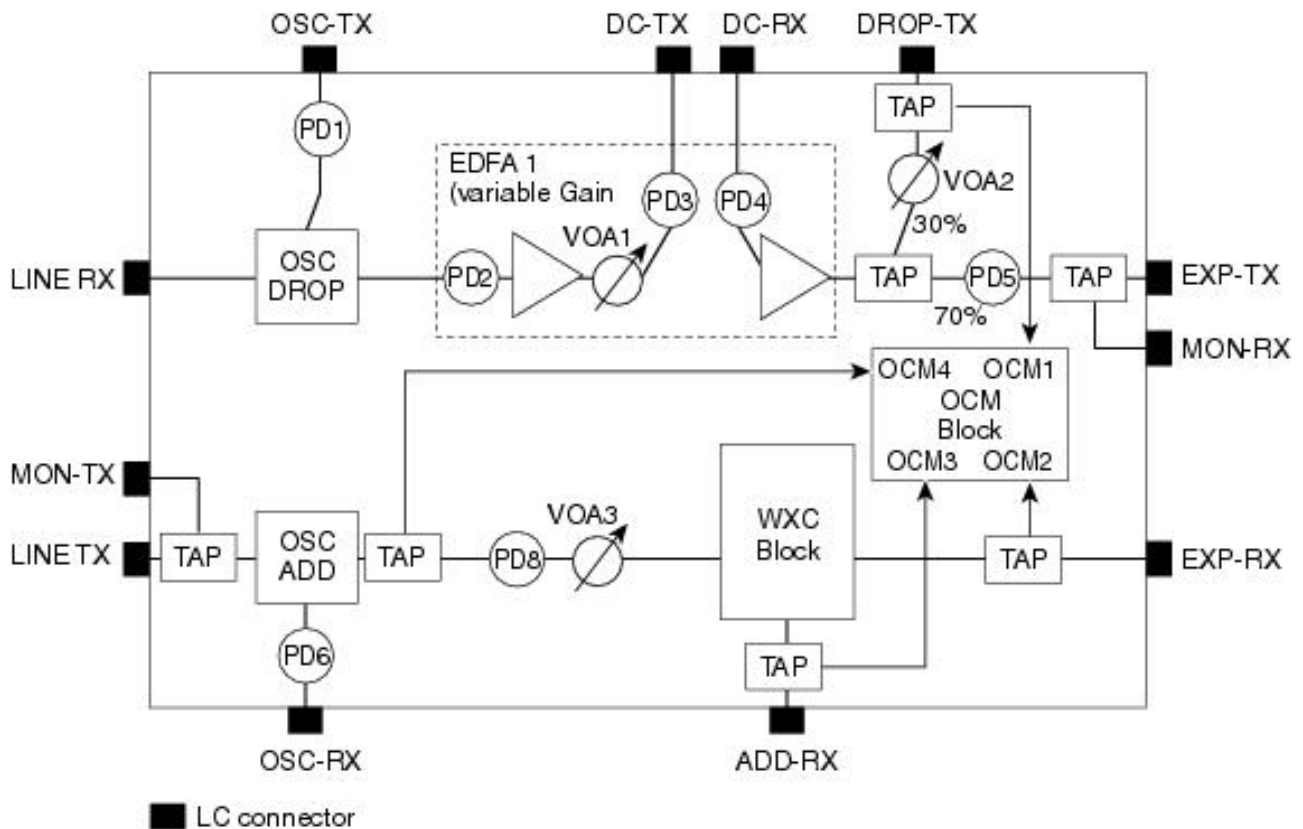 OSC-TX
DC-TX
DC-RX
DROP-TX
TAP
PD1
EDFA 1
(variable Gain
PD3
PD4
VOA2
30%
VOA1
LINE RX
OSC
DROP
PD2
TAP
PD5
TAP
EXP-TX
70%
MON-RX
OCM4
OCM1
OCM
Block
OCM3
OCM2
MON-TX
LINE TX
TAP
OSC
ADD
TAP
PD8
VOA3
WXC
Block
TAP
EXP-RX
PD6
TAP
OSC-RX
ADD-RX
LC connector